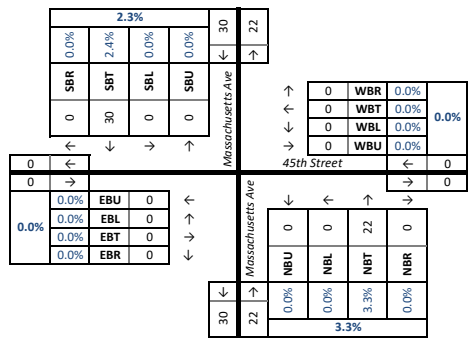 2.3%
30 22
0.0% 2.4% 0.0% 0.0%
↓ ↑
SBR SBT SBL SBU
0 30 0 0
← ↓ → ↑
Massachusetts Ave
↑ 0 WBR 0.0%
← 0 WBT 0.0%
↓ 0 WBL 0.0%
→ 0 WBU 0.0%
0.0%
45th Street
0 ←
← 0
0 →
→ 0
0.0%
0.0% EBU 0 ←
0.0% EBL 0 ↑
0.0% EBT 0 →
0.0% EBR 0 ↓
Massachusetts Ave
↓ ← ↑ →
0 0 22 0
NBU NBL NBT NBR
0.0% 0.0% 3.3% 0.0%
↓ ↑
30 22
3.3%